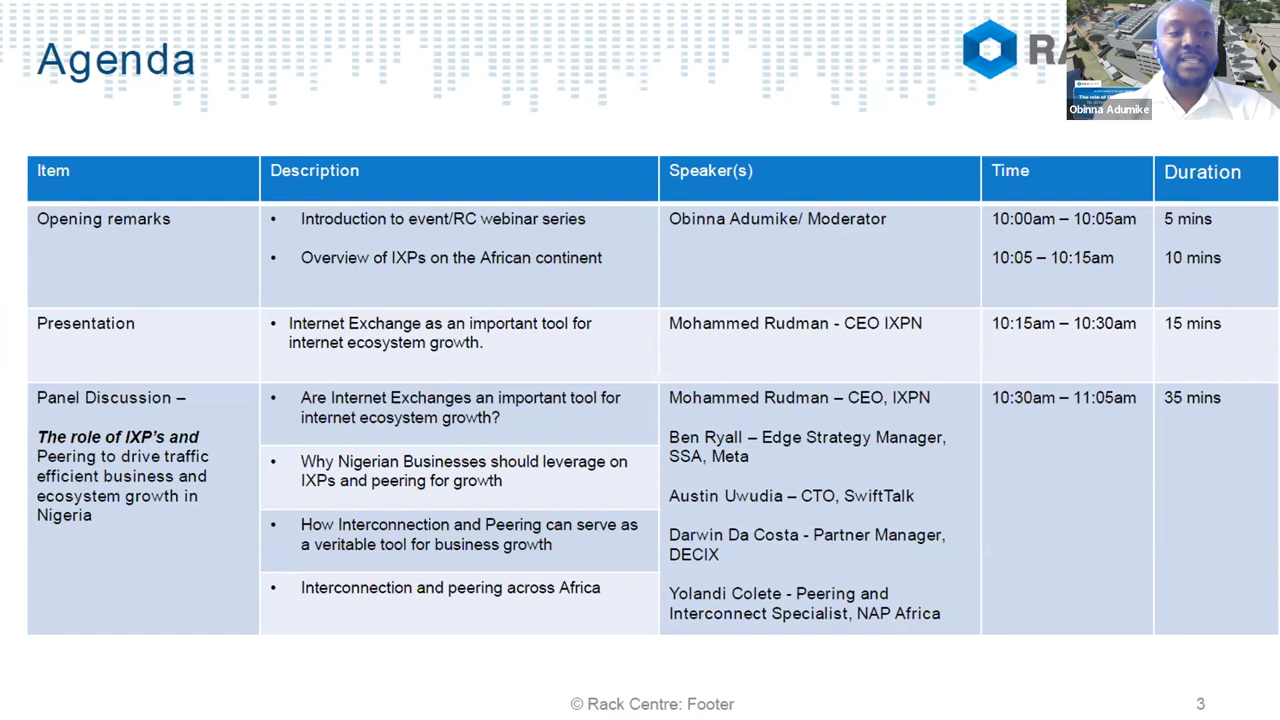 Agenda
RA
Obinna Adumike
Item
Description
Speaker(s)
Time
Duration
Opening remarks
• Introduction to event/RC webinar series
• Overview of IXPs on the African continent
Obinna Adumike/ Moderator
10:00am – 10:05am
10:05 – 10:15am
5 mins
10 mins
Presentation
• Internet Exchange as an important tool for
internet ecosystem growth.
Mohammed Rudman - CEO IXPN
10:15am – 10:30am
15 mins
Panel Discussion –
The role of IXP's and
Peering to drive traffic
efficient business and
ecosystem growth in
Nigeria
• Are Internet Exchanges an important tool for
internet ecosystem growth?
• Why Nigerian Businesses should leverage on
IXPs and peering for growth
• How Interconnection and Peering can serve as
a veritable tool for business growth
• Interconnection and peering across Africa
Mohammed Rudman – CEO, IXPN
Ben Ryall – Edge Strategy Manager,
SSA, Meta
Austin Uwudia – CTO, SwiftTalk
Darwin Da Costa - Partner Manager,
DECIX
Yolandi Colete - Peering and
Interconnect Specialist, NAP Africa
10:30am – 11:05am
35 mins
© Rack Centre: Footer
3